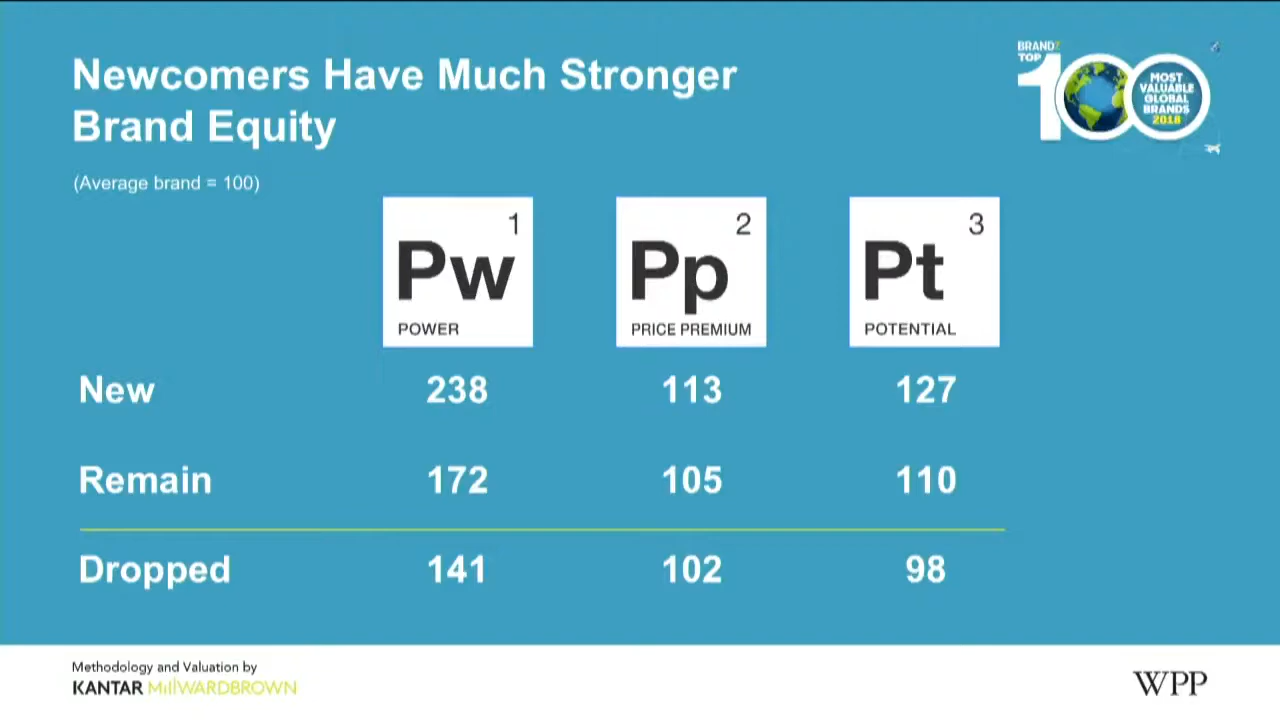 Newcomers Have Much Stronger
Brand Equity
(Average brand = 100)
BRANDZ
TOP
100
MOST
VALUABLE
GLOBAL
BRANDS
2018
1
Pw
POWER
2
Pp
PRICE PREMIUM
3
Pt
POTENTIAL
New 238 113 127
Remain 172 105 110
Dropped 141 102 98
Methodology and Valuation by
KANTAR MillWARDBROWN
WPP